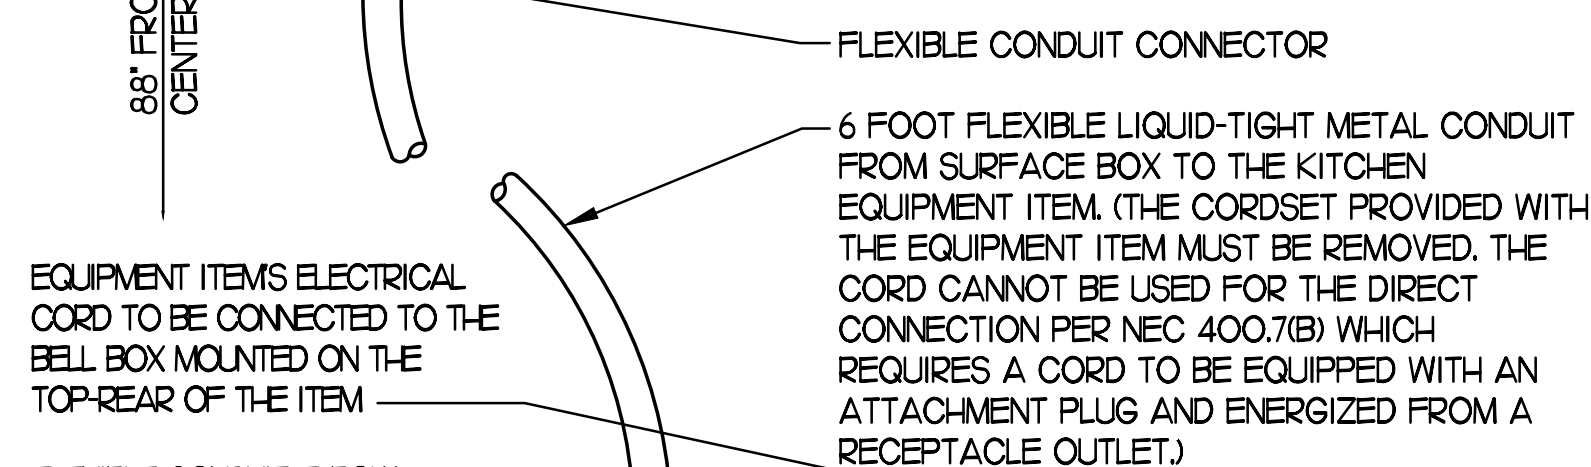 88" FRO
CENTER
FLEXIBLE CONDUIT CONNECTOR
6 FOOT FLEXIBLE LIQUID-TIGHT METAL CONDUIT
FROM SURFACE BOX TO THE KITCHEN
EQUIPMENT ITEM. (THE CORDSET PROVIDED WITH
THE EQUIPMENT ITEM MUST BE REMOVED. THE
CORD CANNOT BE USED FOR THE DIRECT
CONNECTION PER NEC 400.7(B) WHICH
REQUIRES A CORD TO BE EQUIPPED WITH AN
ATTACHMENT PLUG AND ENERGIZED FROM A
RECEPTACLE OUTLET.)
EQUIPMENT ITEM'S ELECTRICAL
CORD TO BE CONNECTED TO THE
BELL BOX MOUNTED ON THE
TOP-REAR OF THE ITEM